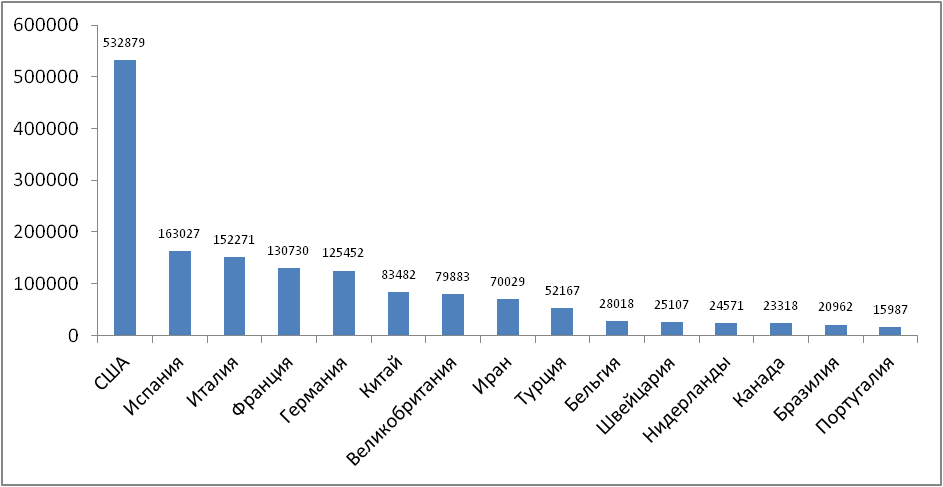 600000
500000
400000
300000
200000
100000
0
532879
163027
152271
130730
125452
83482
79883
70029
52167
28018
25107
24571
23318
20962
15987
США
Испания
Италия
Франция
Германия
Китай
Великобритания
Иран
Турция
Бельгия
Швейцария
Нидерланды
Канада
Бразилия
Португалия